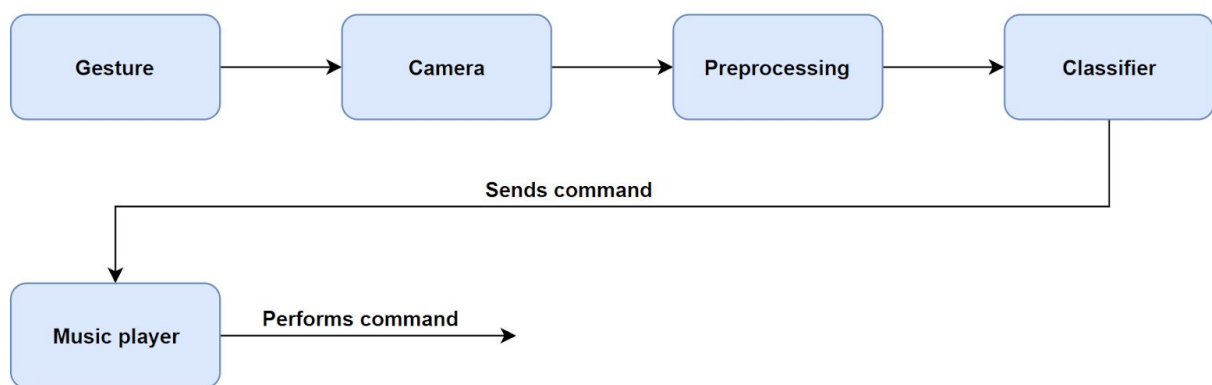 Gesture
Camera
Preprocessing
Classifier
Sends command
Music player
Performs command